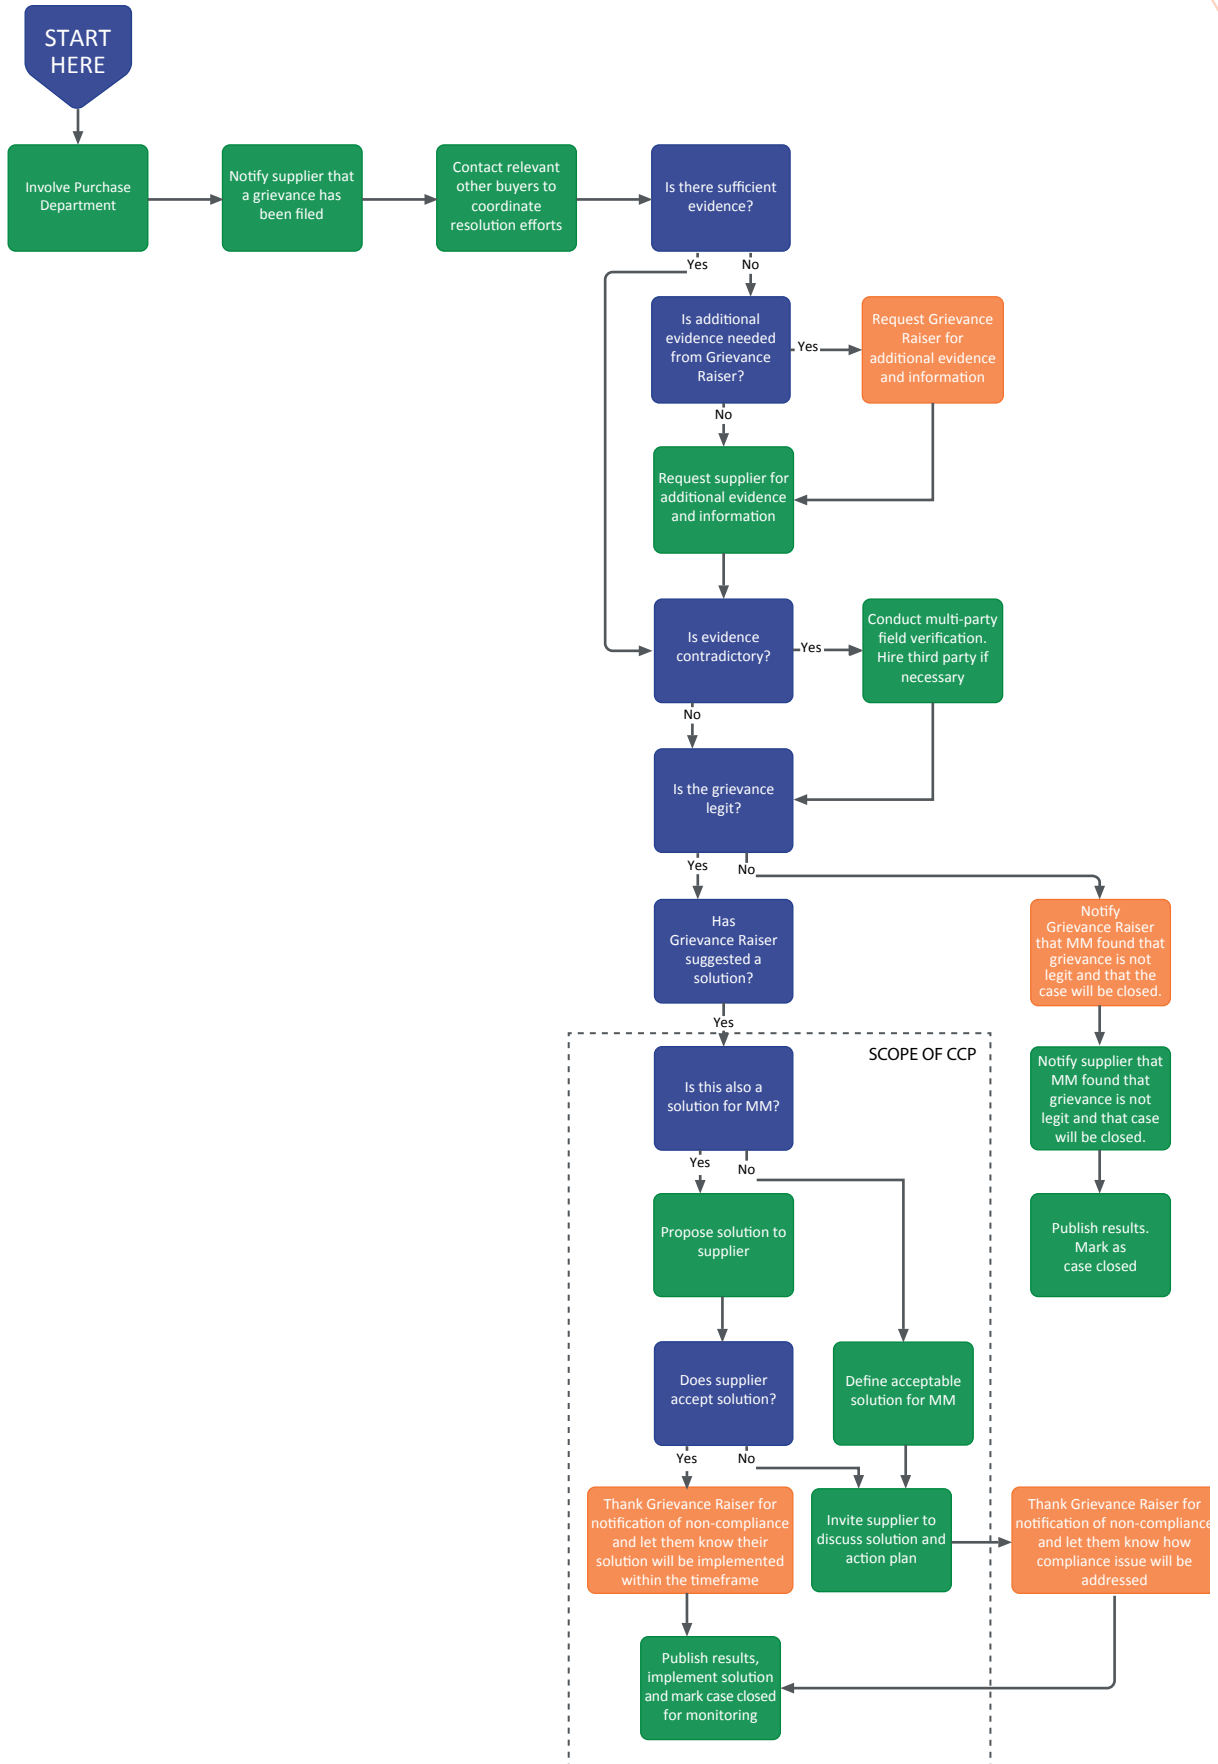 START
HERE
Involve Purchase
Department
Notify supplier that
a grievance has
been filed
Contact relevant
other buyers to
coordinate
resolution efforts
Is there sufficient
evidence?
Yes
No
Is additional
evidence needed
from Grievance
Raiser?
Yes
Request Grievance
Raiser for
additional evidence
and information
No
Request supplier for
additional evidence
and information
Is evidence
contradictory?
Yes
Conduct multi-party
field verification.
Hire third party if
necessary
No
Is the grievance
legit?
Yes
No
Has
Grievance Raiser
suggested a
solution?
Notify
Grievance Raiser
that MM found that
grievance is not
legit and that the
case will be closed.
Yes
SCOPE OF CCP
Is this also a
solution for MM?
Notify supplier that
MM found that
grievance is not
legit and that case
will be closed.
Yes
No
Propose solution to
supplier
Publish results.
Mark as
case closed
Does supplier
accept solution?
Define acceptable
solution for MM
Yes
No
Thank Grievance Raiser for
notification of non-compliance
and let them know their
solution will be implemented
within the timeframe
Invite supplier to
discuss solution and
action plan
Thank Grievance Raiser for
notification of non-compliance
and let them know how
compliance issue will be
addressed
Publish results,
implement solution
and mark case closed
for monitoring